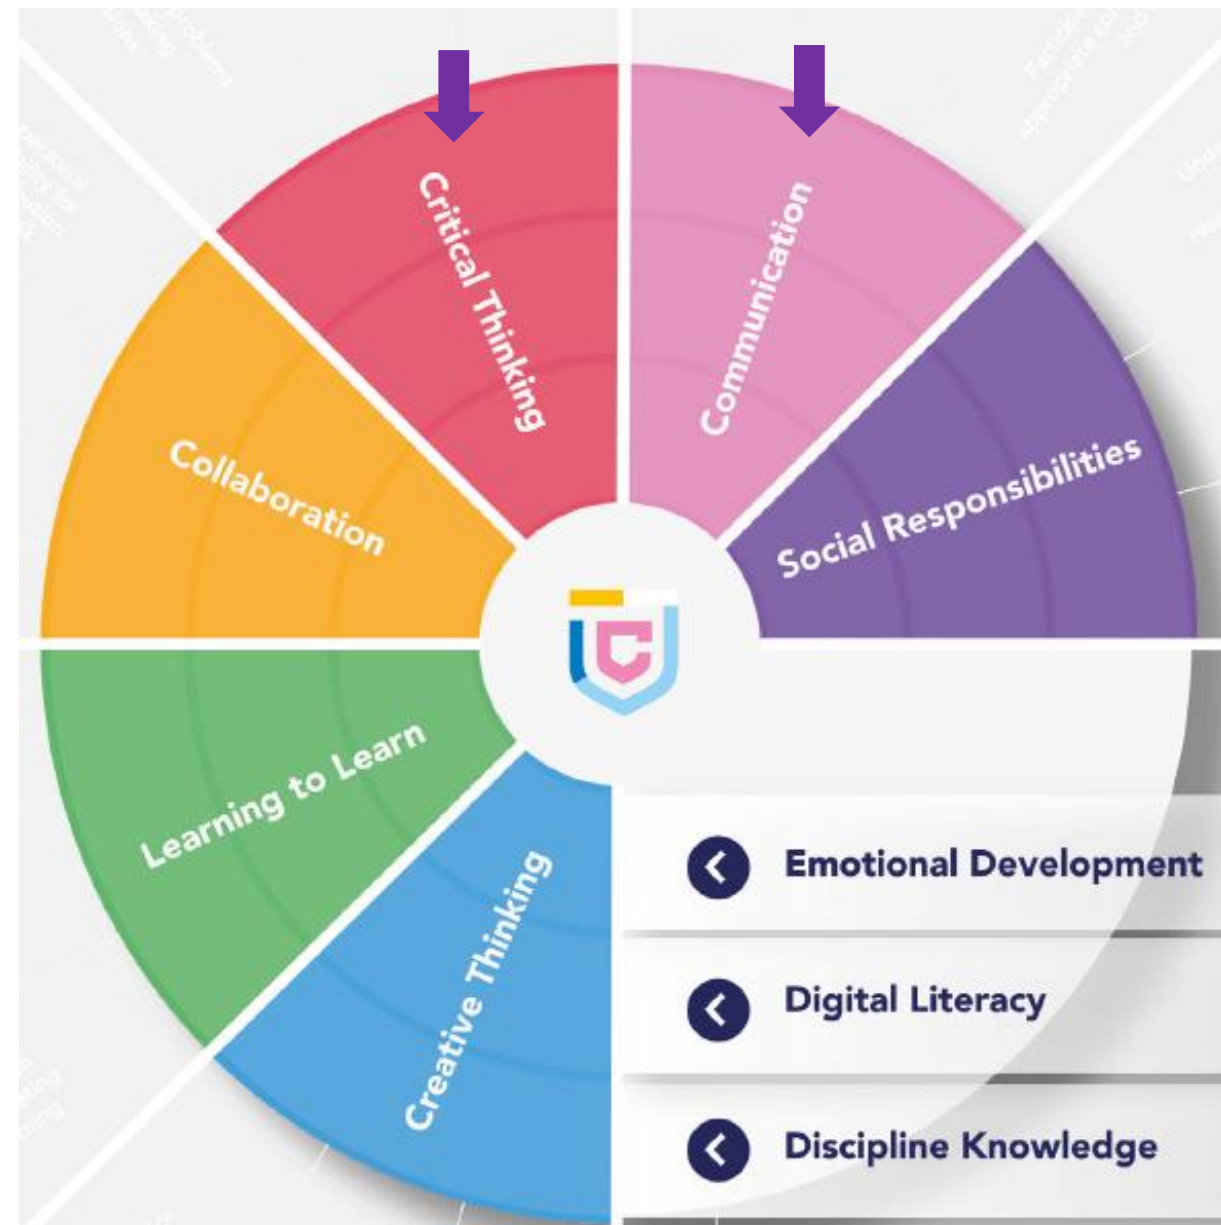 Critical Thinking
Communication
Collaboration
Social Responsibilities
Learning to Learn
Creative Thinking
Emotional Development
Digital Literacy
Discipline Knowledge